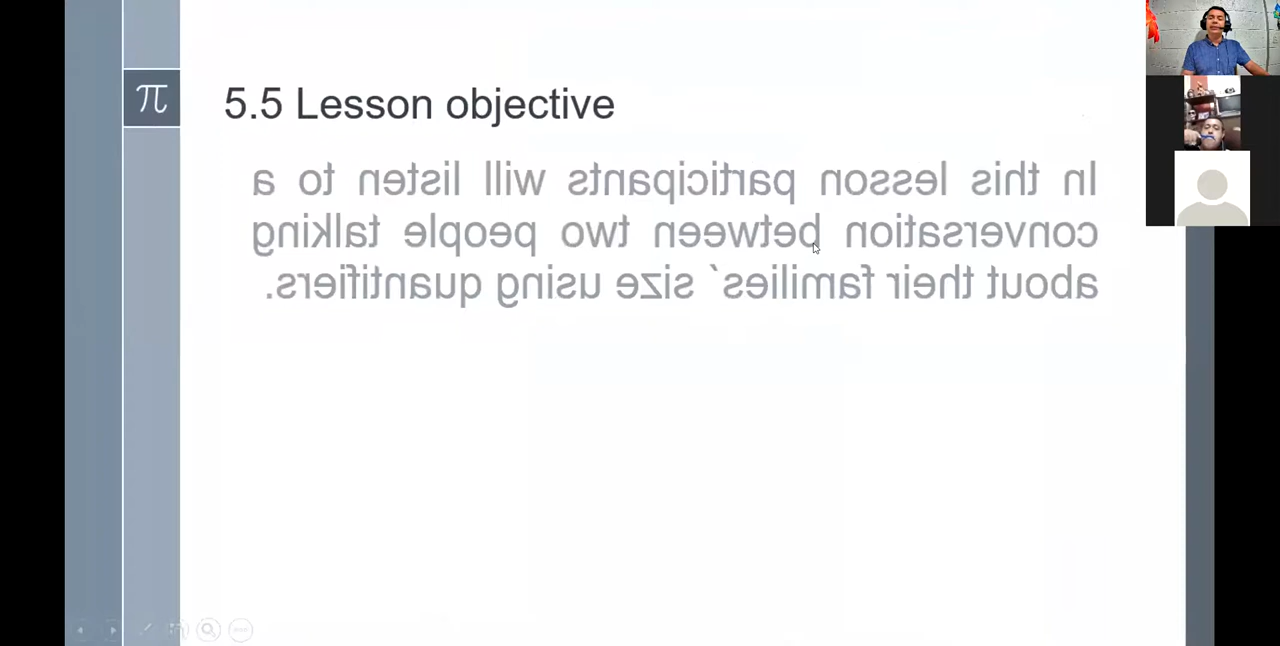 π
5.5 Lesson objective
In this lesson participants will listen to a
conversation between two people talking
about their families` size using quantifiers.